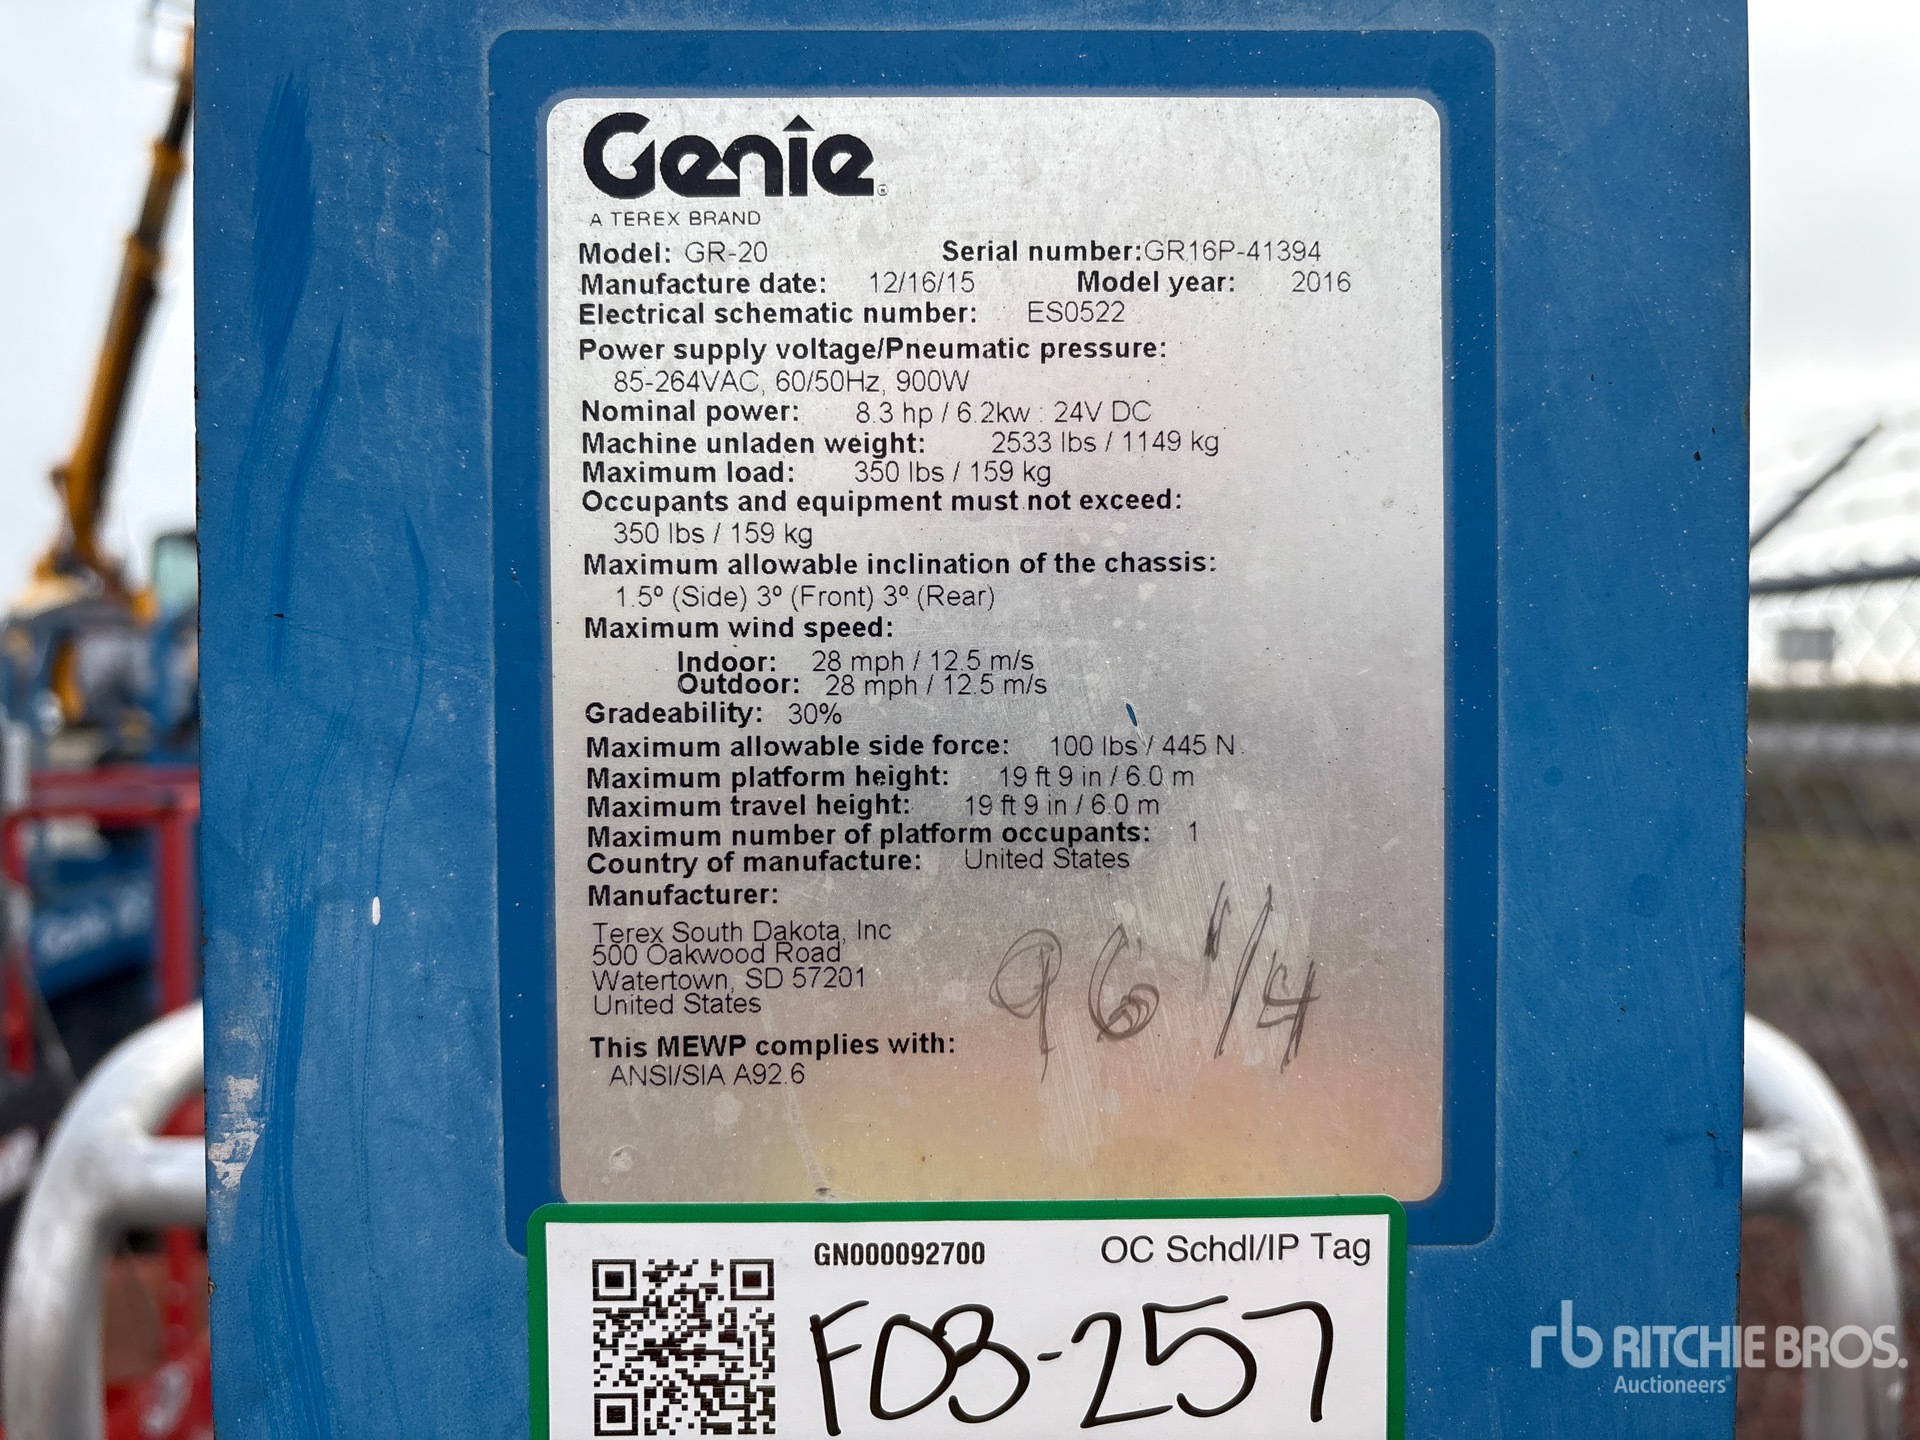 Genie
A TEREX BRAND
Model: GR-20 Serial number:GR16P-41394
Manufacture date: 12/16/15 Model year: 2016
Electrical schematic number: ES0522
Power supply voltage/Pneumatic pressure:
85-264VAC, 60/50Hz, 900W
Nominal power: 8.3 hp / 6.2kw : 24V DC
Machine unladen weight: 2533 lbs / 1149 kg
Maximum load: 350 lbs / 159 kg
Occupants and equipment must not exceed:
350 lbs / 159 kg
Maximum allowable inclination of the chassis:
1.5º (Side) 3º (Front) 3º (Rear)
Maximum wind speed:
Indoor: 28 mph / 12.5 m/s
Outdoor: 28 mph / 12.5 m/s
Gradeability: 30%
Maximum allowable side force: 100 lbs / 445 N
Maximum platform height: 19 ft 9 in / 6.0 m
Maximum travel height: 19 ft 9 in / 6.0 m
Maximum number of platform occupants: 1
Country of manufacture: United States
Manufacturer:
Terex South Dakota, Inc
500 Oakwood Road
Watertown, SD 57201
United States
96 1/4
This MEWP complies with:
ANSI/SIA A92.6
GN000092700 OC Schdl/IP Tag
F03-257
rb RITCHIE BROS.
Auctioneers